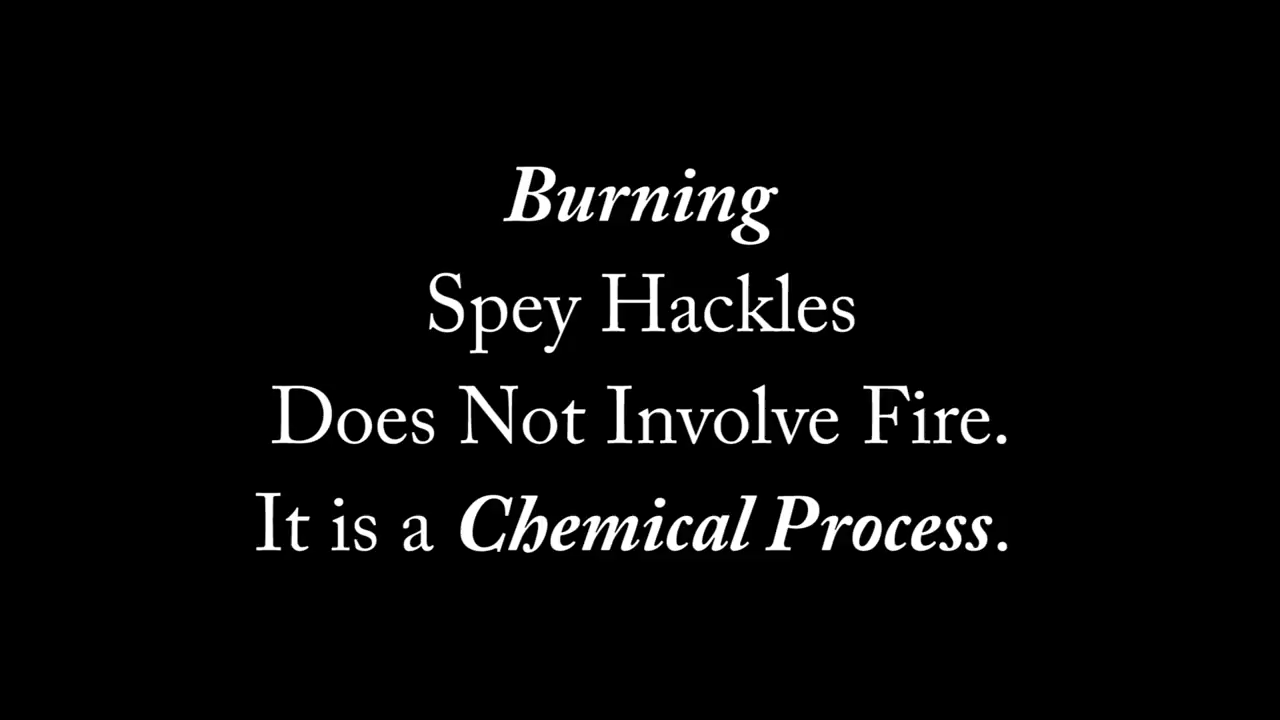 Burning
Spey Hackles
Does Not Involve Fire.
It is a Chemical Process.